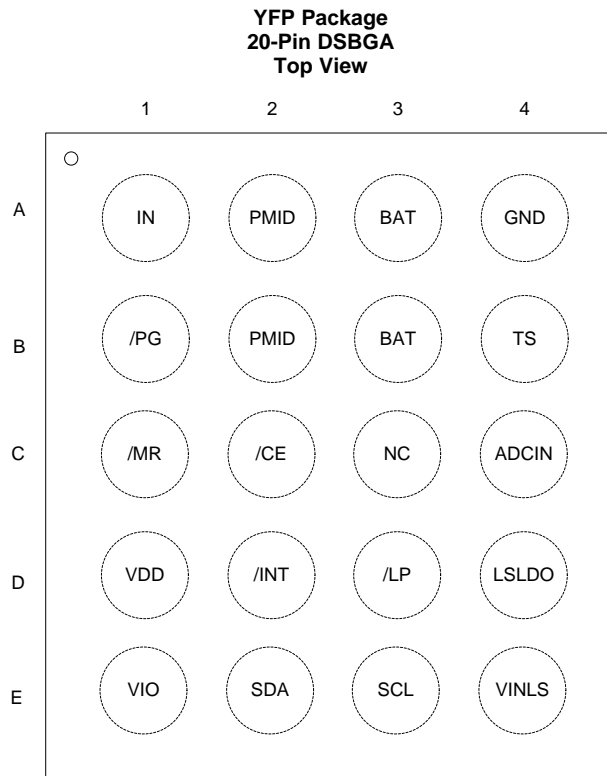 YFP Package
20-Pin DSBGA
Top View
1 2 3 4
A IN PMID BAT GND
B /PG PMID BAT TS
C /MR /CE NC ADCIN
D VDD /INT /LP LSLDO
E VIO SDA SCL VINLS